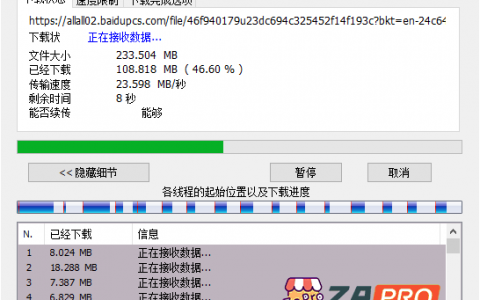 下载状态 速度限制 下载完成选项
https://allall02.baidupcs.com/file/46f940179u23dc694c325452f14f193c?bkt=en-24c64
下载状 正在接收数据...
文件大小 233.504 MB
已经下载 108.818 MB ( 46.60 % )
传输速度 23.598 MB/秒
剩余时间 8 秒
能否续传 能够
<< 隐藏细节 暂停 取消
各线程的起始位置以及下载进度
N. 已经下载 信息
1 8.024 MB 正在接收数据...
2 18.288 MB 正在接收数据...
3 7.387 MB 正在接收数据...
4 6.829 MB 正在接收数据...
Pro ZAPRO